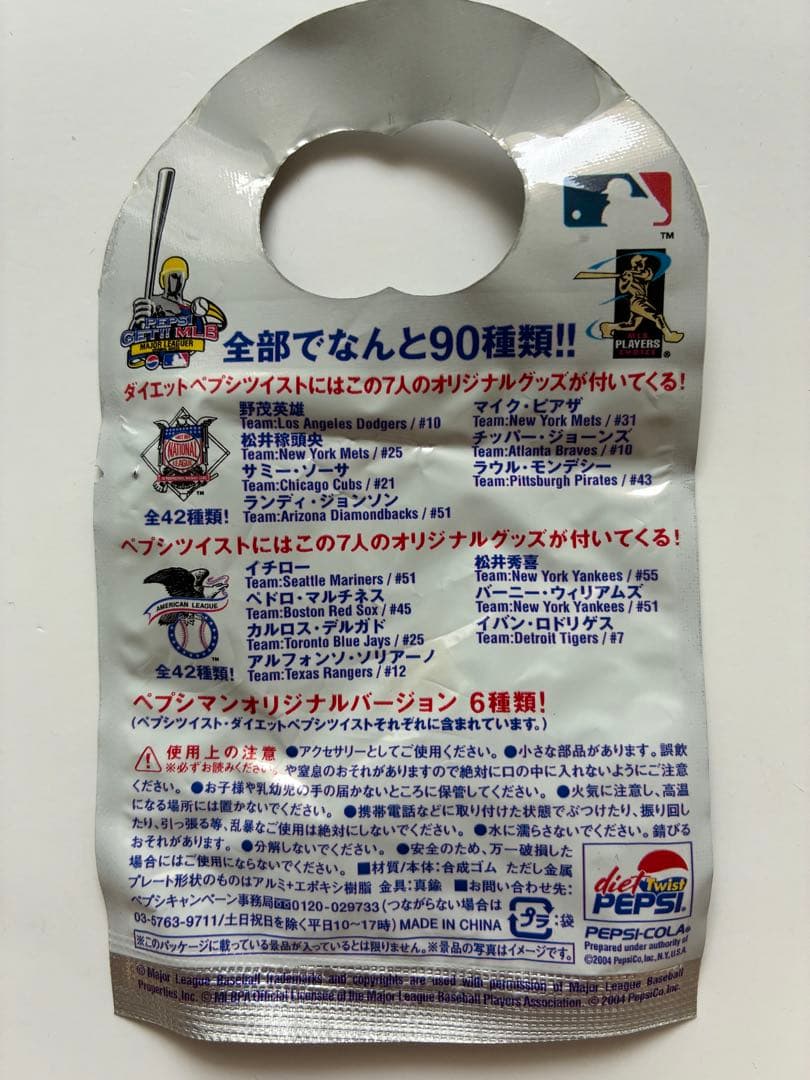 TM
PEPSI
GET!! MLB
MAJOR LEAGUER
PLAYERS
CHOICE
®
全部でなんと90種類!!
ダイエットペプシツイストにはこの7人のオリジナルグッズが付いてくる!
野茂英雄
Team:Los Angeles Dodgers / #10
松井稼頭央
Team:New York Mets / #25
サミー・ソーサ
Team:Chicago Cubs / #21
ランディ・ジョンソン
Team:Arizona Diamondbacks / #51
マイク・ピアザ
Team:New York Mets / #31
チッパー・ジョーンズ
Team:Atlanta Braves / #10
ラウル・モンデシー
Team:Pittsburgh Pirates / #43
NATIONAL
LEAGUE
TM
全42種類!
ペプシツイストにはこの7人のオリジナルグッズが付いてくる!
イチロー
Team:Seattle Mariners / #51
ペドロ・マルチネス
Team:Boston Red Sox / #45
カルロス・デルガド
Team:Toronto Blue Jays / #25
アルフォンソ・ソリアーノ
Team:Texas Rangers / #12
松井秀喜
Team:New York Yankees / #55
バーニー・ウィリアムズ
Team:New York Yankees / #51
イバン・ロドリゲス
Team:Detroit Tigers / #7
AMERICAN LEAGUE
TM
全42種類!
ペプシマンオリジナルバージョン 6種類!
(ペプシツイスト・ダイエットペプシツイストそれぞれに含まれています。)
使用上の注意 ●アクセサリーとしてご使用ください。●小さな部品があります。誤飲
※必ずお読みください。や窒息のおそれがありますので絶対に口の中に入れないようにご注意
ください。●お子様や乳幼児の手の届かないところに保管してください。●火気に注意し、高温
になる場所には置かないでください。●携帯電話などに取り付けた状態でぶつけたり、振り回し
たり、引っ張る等、乱暴なご使用は絶対にしないでください。●水に濡らさないでください。錆びる
おそれがあります。●分解しないでください。●安全のため、万一破損した
場合にはご使用にならないでください。■材質/本体:合成ゴム ただし金属
プレート形状のものはアルミ+エポキシ樹脂 金具:真鍮 ■お問い合わせ先:
ペプシキャンペーン事務局0120-029733(つながらない場合は
03-5763-9711/土日祝日を除く平日10~17時) MADE IN CHINA プラ :袋
※このパッケージに載っている景品が入っているとは限りません。※景品の写真はイメージです。
diet Twist
PEPSI.
PEPSI-COLA®
Prepared under authority of
©2004 PepsiCo, Inc. N.Y. U.S.A.
© Major League Baseball trademarks and copyrights are used with permission of Major League Baseball
Properties, Inc. © MLBPA Official Licensee of the Major League Baseball Players Association. © 2004 PepsiCo, Inc.